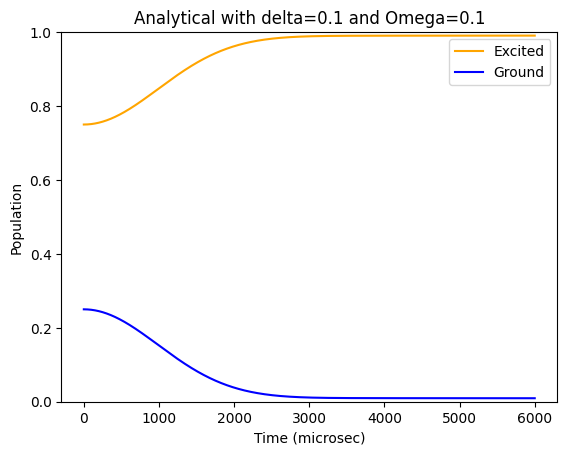 Analytical with delta=0.1 and Omega=0.1
1.0
0.8
0.6
0.4
0.2
0.0
Population
Excited
Ground
0 1000 2000 3000 4000 5000 6000
Time (microsec)